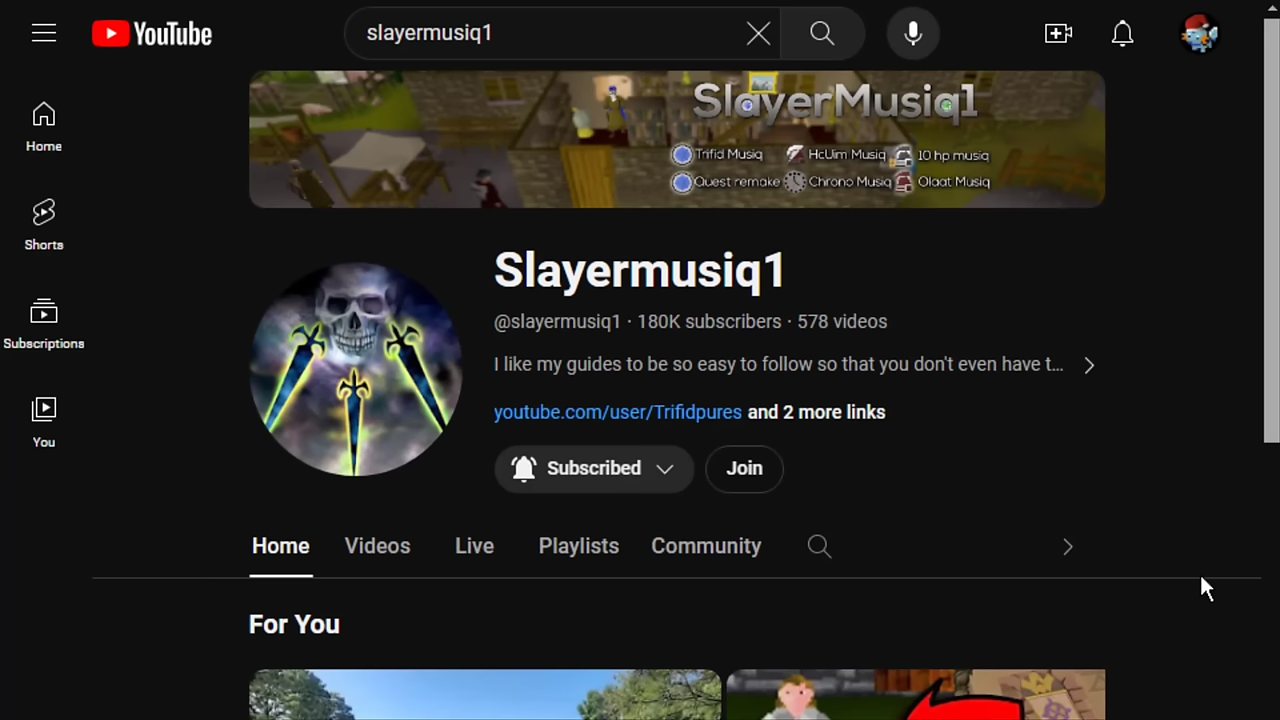 YouTube
slayermusiq1
Home
Shorts
Subscriptions
You
SlayerMusiq1
Trifid Musiq HcUim Musiq 10 hp musiq
Quest remake Chrono Musiq Olaat Musiq
Slayermusiq1
@slayermusiq1 · 180K subscribers · 578 videos
I like my guides to be so easy to follow so that you don't even have t...
youtube.com/user/Trifidpures and 2 more links
Subscribed Join
Home Videos Live Playlists Community
For You